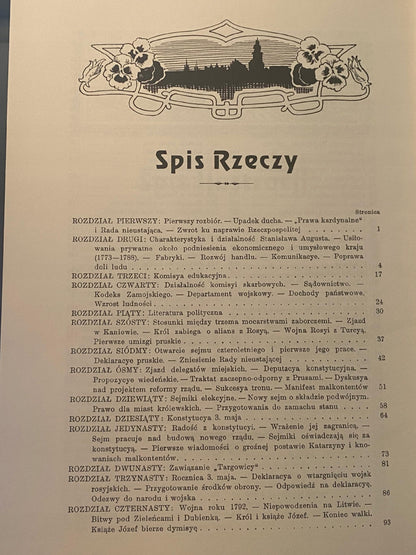 Spis Rzeczy
Stronica
ROZDZIAŁ PIERWSZY: Pierwszy rozbiór. — Upadek ducha. — „Prawa kardynalne“
i Rada nieustająca. — Zwrot ku naprawie Rzeczpospolitej 1
ROZDZIAŁ DRUGI: Charakterystyka i działalność Stanisława Augusta. — Usiło-
wania prywatne około podniesienia ekonomicznego i umysłowego kraju
(1773—1788). — Fabryki. — Rozwój handlu. — Komunikacye. — Poprawa
doli ludu 4
ROZDZIAŁ TRZECI: Komisya edukacyjna 17
ROZDZIAŁ CZWARTY: Działalność komisyi skarbowych. — Sądownictwo. —
Kodeks Zamojskiego. — Departament wojskowy. — Dochody państwowe.
Wzrost ludności 24
ROZDZIAŁ PIĄTY: Literatura polityczna 30
ROZDZIAŁ SZÓSTY: Stosunki między trzema mocarstwami zaborczemi. — Zjazd
w Kaniowie. — Król zabiega o alians z Rosyą. — Wojna Rosyi z Turcyą.
Pierwsze umizgi pruskie 37
ROZDZIAŁ SIÓDMY: Otwarcie sejmu czteroletniego i pierwsze jego prace. —
Deklaracye pruskie. — Zniesienie Rady nieustającej 42
ROZDZIAŁ ÓSMY: Zjazd delegatów miejskich. — Deputacya konstytucyjna. —
Propozycye wiedeńskie. — Traktat zaczepno-odporny z Prusami. — Dyskusya
nad projektem reformy rządu. — Sukcesya tronu. — Manifest malkontentów 51
ROZDZIAŁ DZIEWIĄTY: Sejmiki elekcyjne. — Nowy sejm o składzie podwójnym.
Prawo dla miast królewskich. — Przygotowania do zamachu stanu 58
ROZDZIAŁ DZIESIĄTY: Konstytucya 3. maja 64
ROZDZIAŁ JEDYNASTY: Radość z konstytucyi. — Wrażenie jej zagranicą. —
Sejm pracuje nad budową nowego rządu. — Sejmiki oświadczają się za
konstytucyą. — Pierwsze wiadomości o groźnej postawie Katarzyny i kno-
waniach malkontentów 73
ROZDZIAŁ DWUNASTY: Zawiązanie „Targowicy“ 81
ROZDZIAŁ TRZYNASTY: Rocznica 3. maja. — Deklaracya o wtargnięciu wojsk
rosyjskich. — Przygotowanie środków obrony. — Odpowiedź na deklaracyę.
Odezwy do narodu i wojska 86
ROZDZIAŁ CZTERNASTY: Wojna roku 1792. — Niepowodzenia na Litwie. —
Bitwy pod Zieleńcami i Dubienką. — Król i książę Józef. — Koniec walki.
Książę Józef bierze dymisyę 93